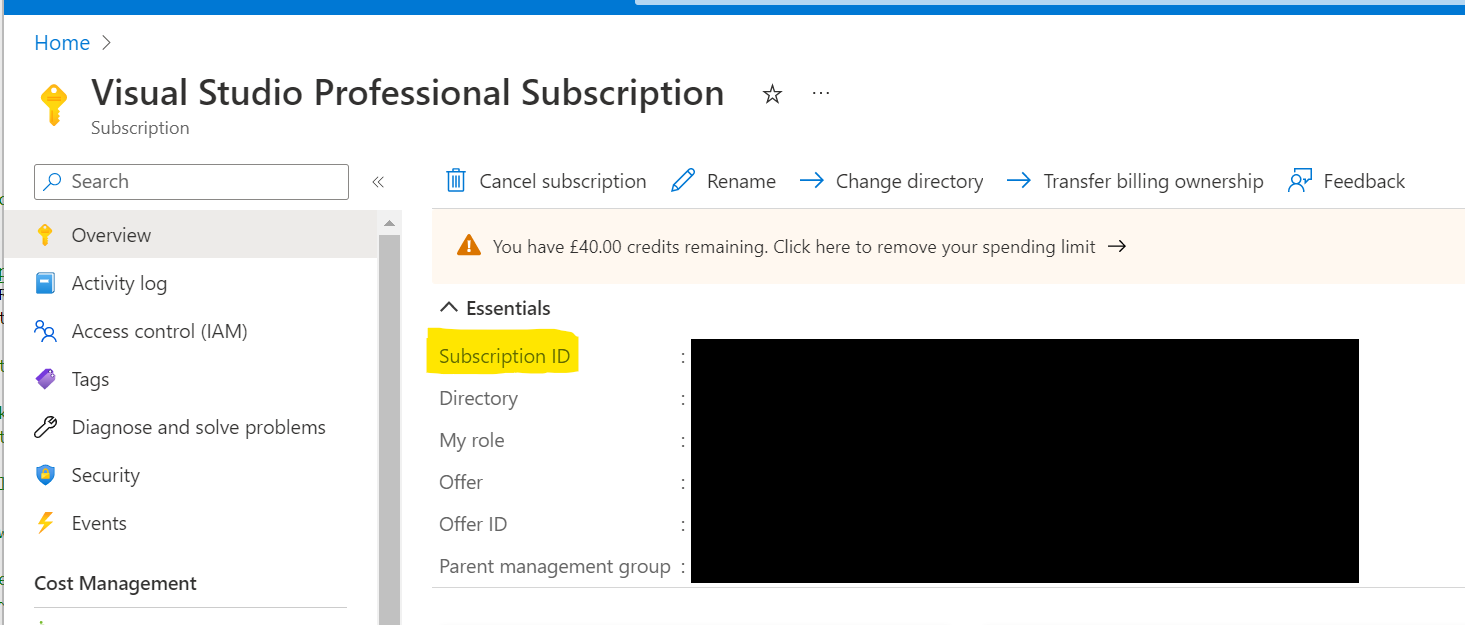 Home >
Visual Studio Professional Subscription
Subscription
Search
«
Cancel subscription
Rename
Change directory
Transfer billing ownership
Feedback
Overview
Activity log
Access control (IAM)
Tags
Diagnose and solve problems
Security
Events
Cost Management
You have £40.00 credits remaining. Click here to remove your spending limit →
Essentials
Subscription ID :
Directory :
My role :
Offer :
Offer ID :
Parent management group :